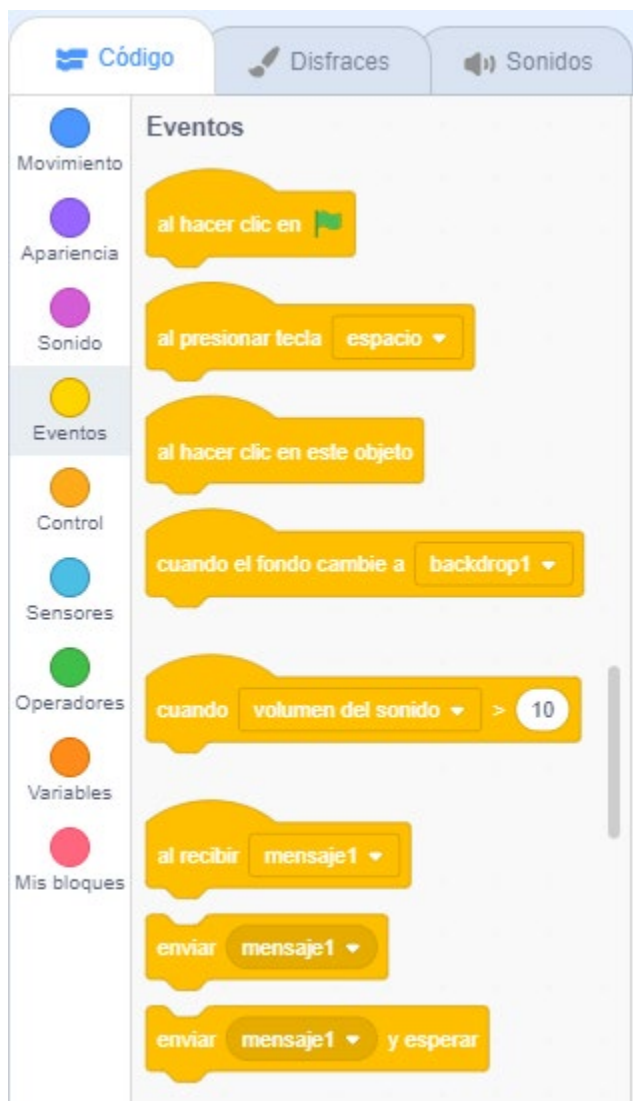 Código Disfraces Sonidos
Movimiento
Apariencia
Sonido
Eventos
Control
Sensores
Operadores
Variables
Mis bloques
Eventos
al hacer clic en
al presionar tecla espacio
al hacer clic en este objeto
cuando el fondo cambie a backdrop1
cuando volumen del sonido > 10
al recibir mensaje1
enviar mensaje1
enviar mensaje1 y esperar